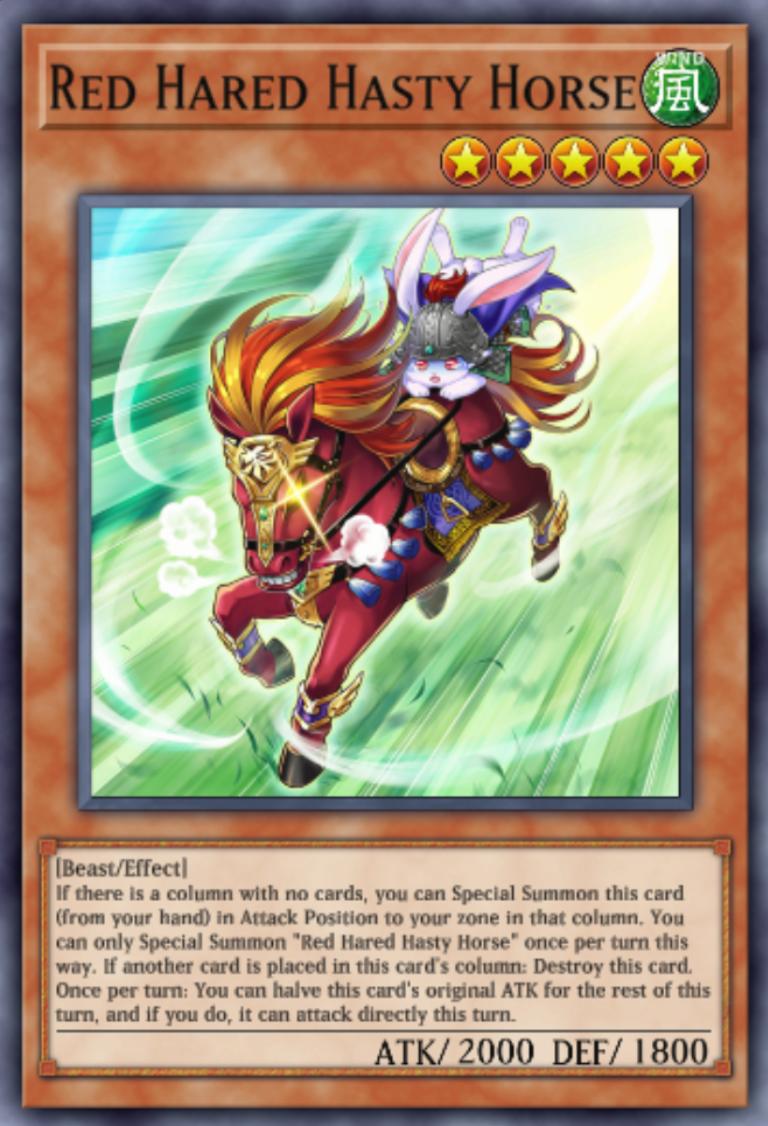 RED HARED HASTY HORSE
WIND
風
[Beast/Effect]
If there is a column with no cards, you can Special Summon this card
(from your hand) in Attack Position to your zone in that column. You
can only Special Summon "Red Hared Hasty Horse" once per turn this
way. If another card is placed in this card's column: Destroy this card.
Once per turn: You can halve this card's original ATK for the rest of this
turn, and if you do, it can attack directly this turn.
ATK/ 2000 DEF/ 1800